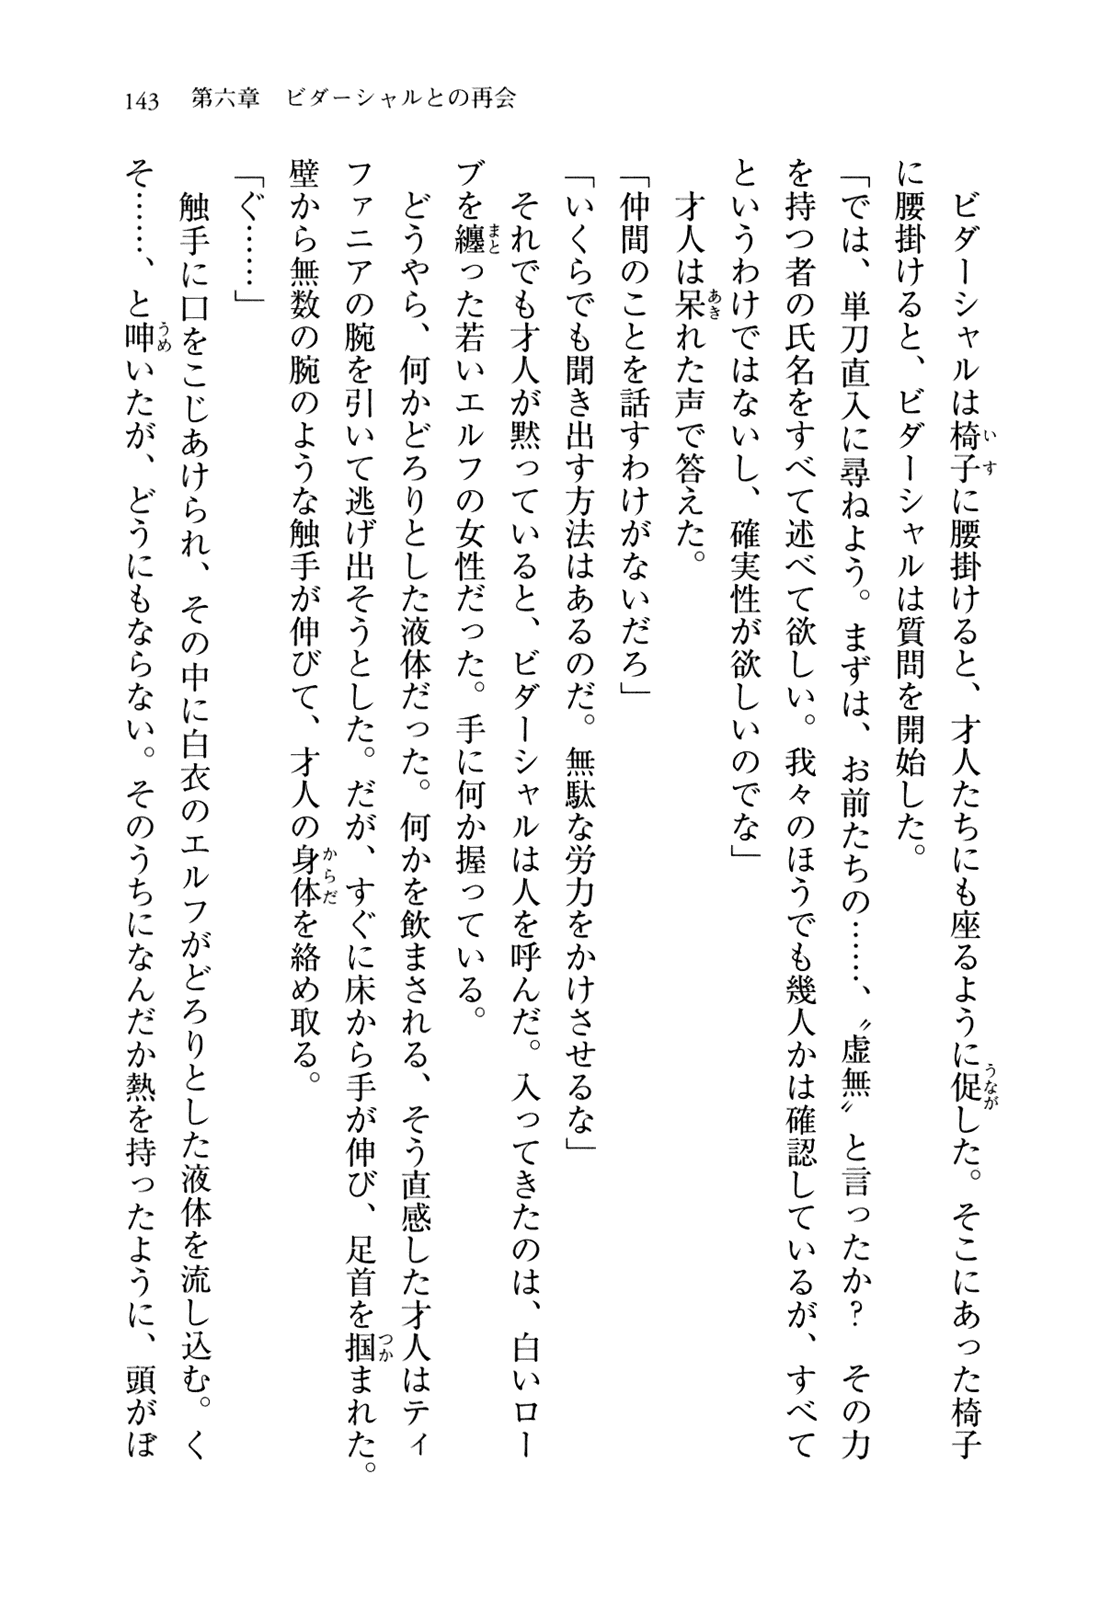 143 第六章 ビダーシャルとの再会
ビダーシャルは椅子に腰掛けると、才人たちにも座るように促した。そこにあった椅子
に腰掛けると、ビダーシャルは質問を開始した。
「では、単刀直入に尋ねよう。まずは、お前たちの……、〝虚無〟と言ったか？　その力
を持つ者の氏名をすべて述べて欲しい。我々のほうでも幾人かは確認しているが、すべて
というわけではないし、確実性が欲しいのでな」
才人は呆れた声で答えた。
「仲間のことを話すわけがないだろ」
「いくらでも聞き出す方法はあるのだ。無駄な労力をかけさせるな」
それでも才人が黙っていると、ビダーシャルは人を呼んだ。入ってきたのは、白いロー
ブを纏った若いエルフの女性だった。手に何か握っている。
どうやら、何かどろりとした液体だった。何かを飲まされる、そう直感した才人はティ
ファニアの腕を引いて逃げ出そうとした。だが、すぐに床から手が伸び、足首を掴まれた。
壁から無数の腕のような触手が伸びて、才人の身体を絡め取る。
「ぐ……」
触手に口をこじあけられ、その中に白衣のエルフがどろりとした液体を流し込む。く
そ……、と呻いたが、どうにもならない。そのうちになんだか熱を持ったように、頭がぼ